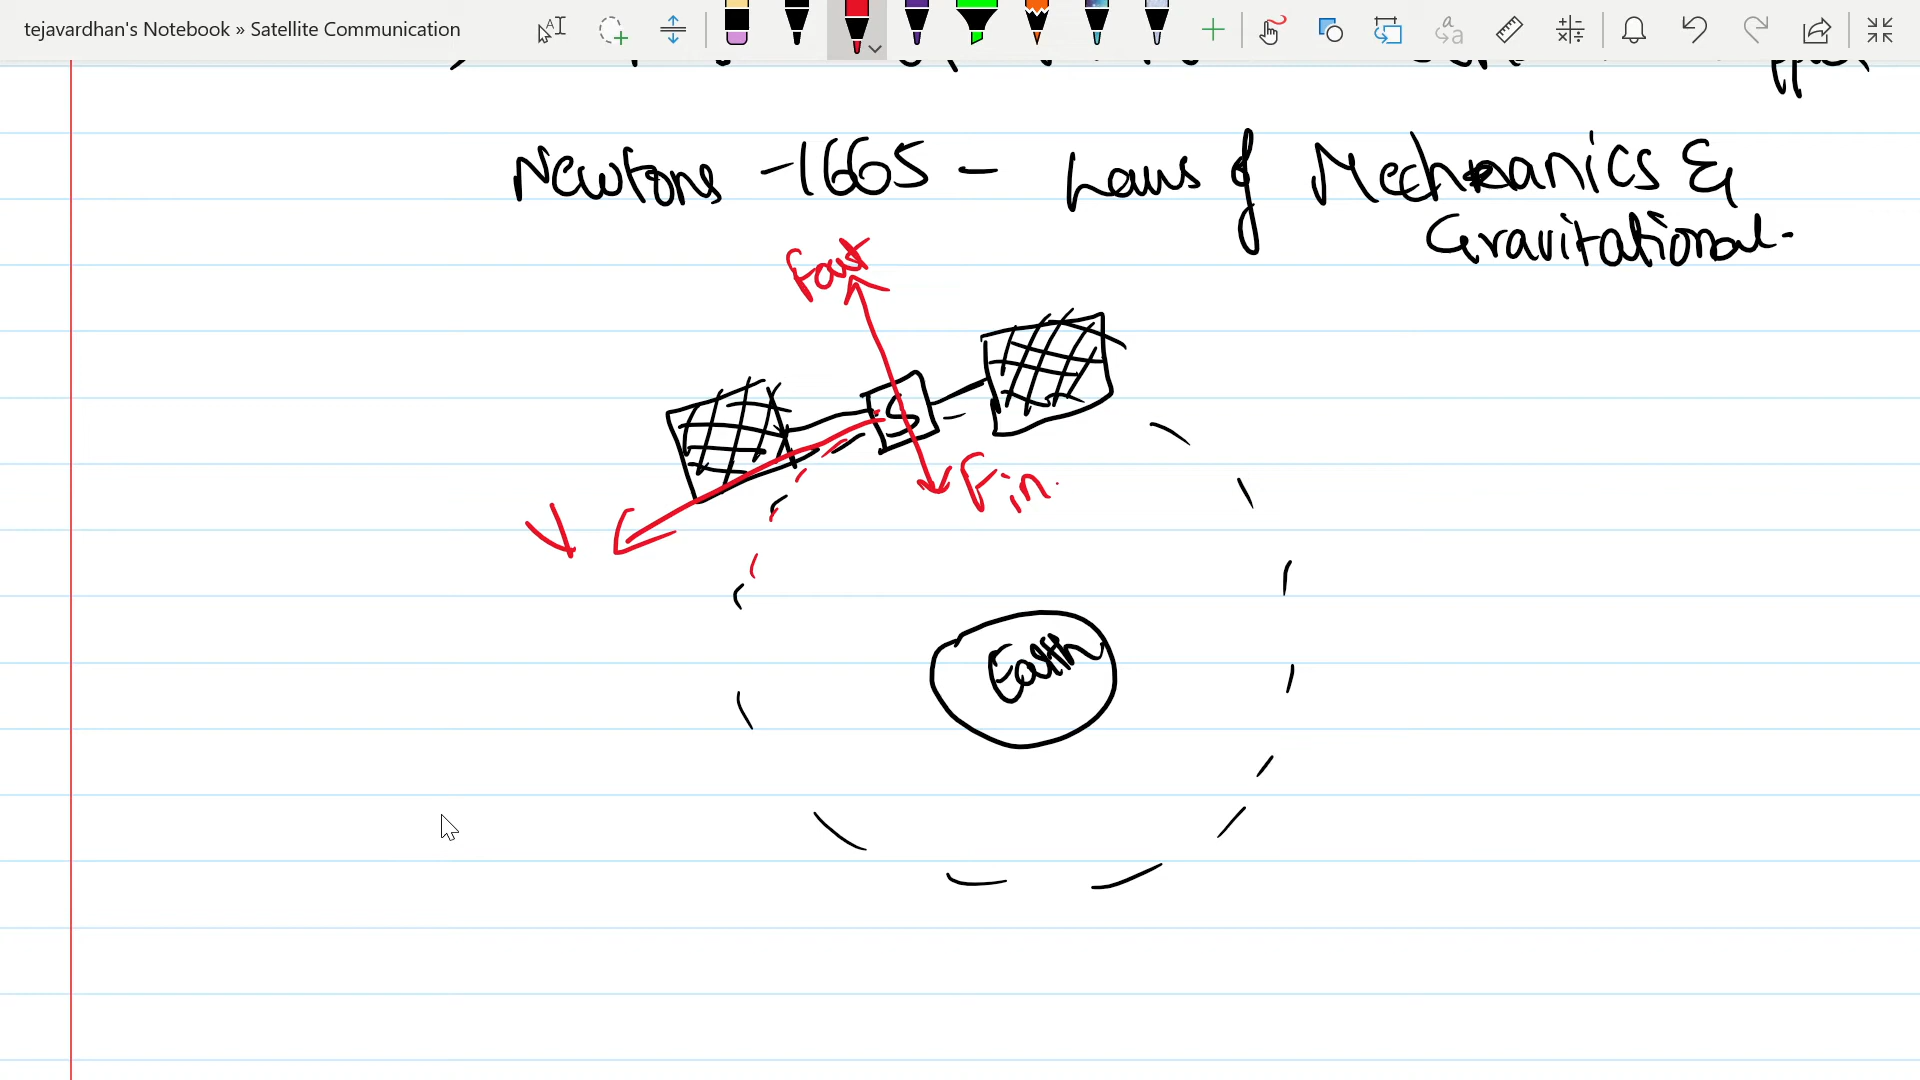 tejavardhan's Notebook » Satellite Communication
Newtons - 1665 - Laws of Mechanics &
Gravitational-
Fout
S
Fin.
V
Earth